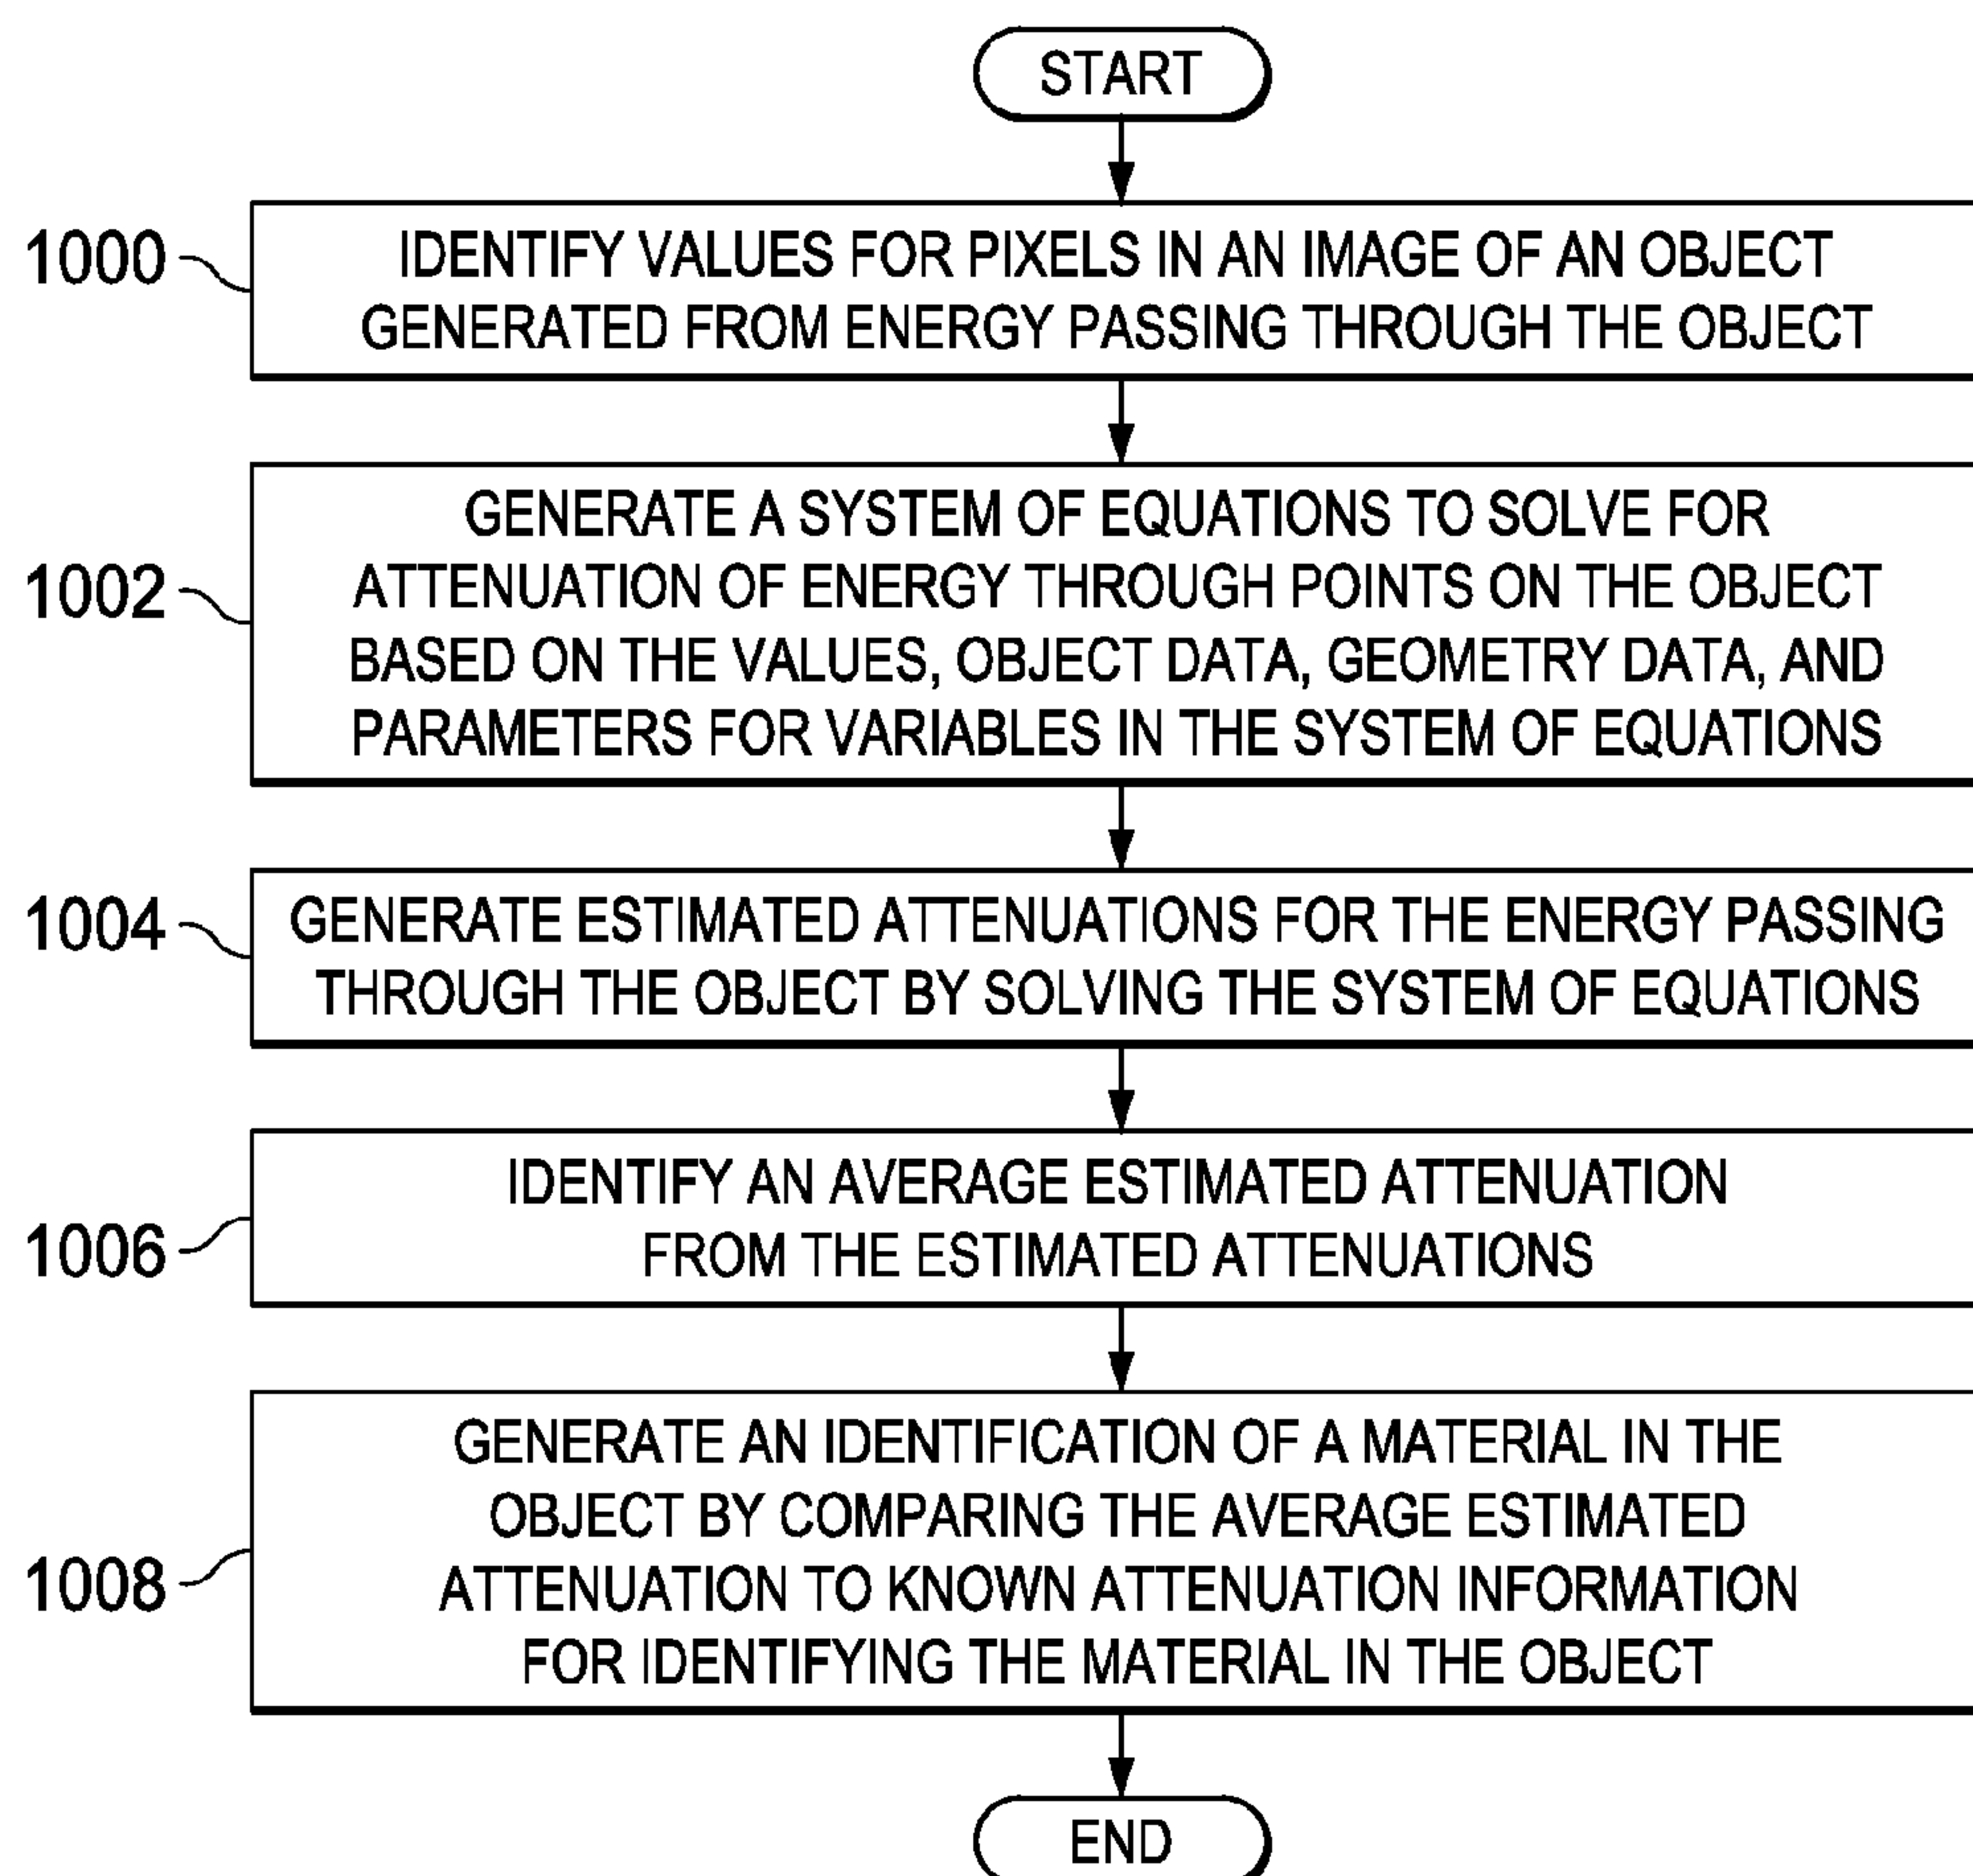 START
1000
IDENTIFY VALUES FOR PIXELS IN AN IMAGE OF AN OBJECT
GENERATED FROM ENERGY PASSING THROUGH THE OBJECT
1002
GENERATE A SYSTEM OF EQUATIONS TO SOLVE FOR
ATTENUATION OF ENERGY THROUGH POINTS ON THE OBJECT
BASED ON THE VALUES, OBJECT DATA, GEOMETRY DATA, AND
PARAMETERS FOR VARIABLES IN THE SYSTEM OF EQUATIONS
1004
GENERATE ESTIMATED ATTENUATIONS FOR THE ENERGY PASSING
THROUGH THE OBJECT BY SOLVING THE SYSTEM OF EQUATIONS
1006
IDENTIFY AN AVERAGE ESTIMATED ATTENUATION
FROM THE ESTIMATED ATTENUATIONS
1008
GENERATE AN IDENTIFICATION OF A MATERIAL IN THE
OBJECT BY COMPARING THE AVERAGE ESTIMATED
ATTENUATION TO KNOWN ATTENUATION INFORMATION
FOR IDENTIFYING THE MATERIAL IN THE OBJECT
END